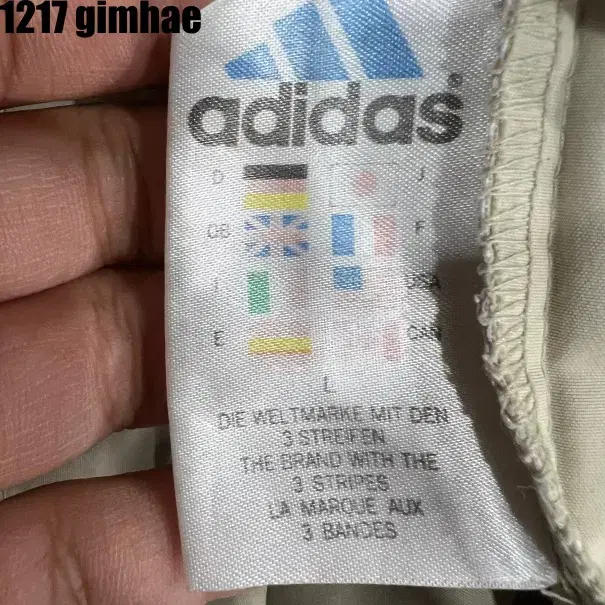 1217 gimhae
adidas
D J
GB F
I USA
E CAN
L
DIE WELTMARKE MIT DEN
3 STREIFEN
THE BRAND WITH THE
3 STRIPES
LA MARQUE AUX
3 BANDES